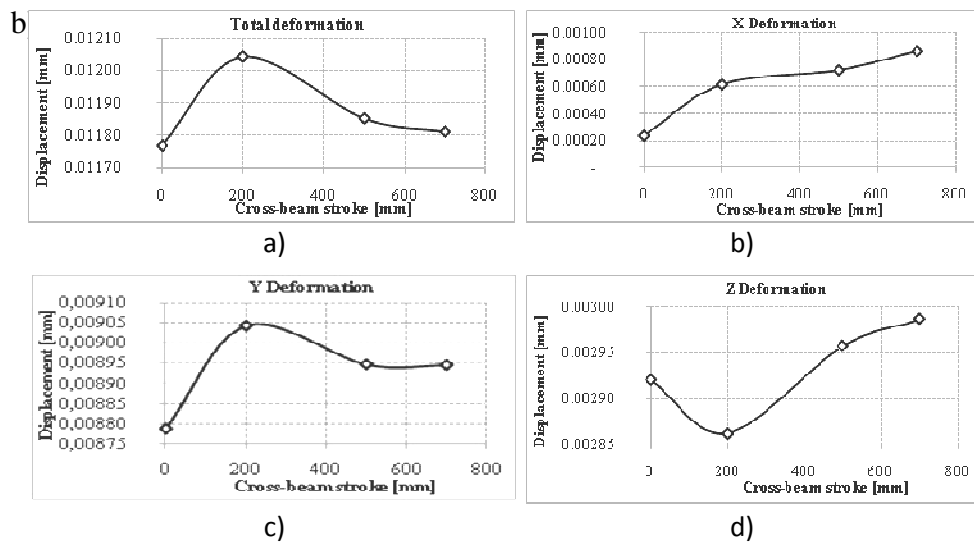 b
Total deformation
Displacement [mm]
0.01210
0.01200
0.01190
0.01180
0.01170
0 200 400 600 800
Cross-beam stroke [mm]
a)
X Deformation
Displacement [mm]
0.00100
0.00080
0.00060
0.00040
0.00020
-
0 200 400 600 800
Cross-beam stroke [mm]
b)
Y Deformation
Displacement [mm]
0,00910
0,00905
0,00900
0,00895
0,00890
0,00885
0,00880
0,00875
0 200 400 600 800
Cross-beam stroke [mm]
c)
Z Deformation
Displacement [mm]
0.00300
0.00295
0.00290
0.00285
0 200 400 600 800
Cross-beam stroke [mm]
d)